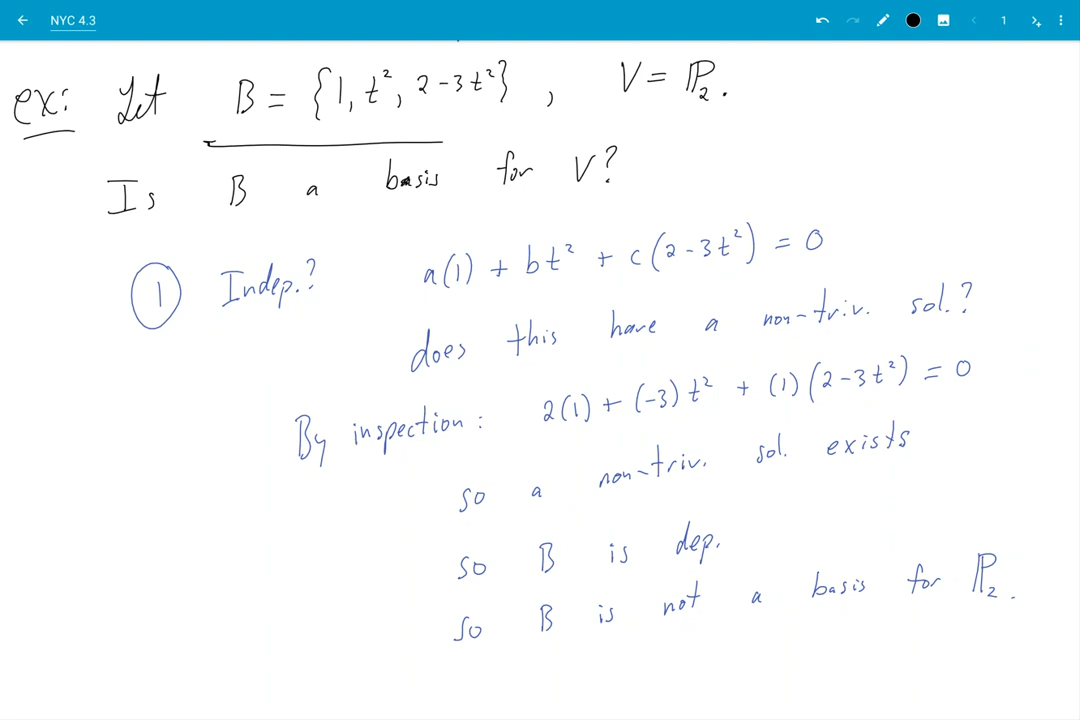 NYC 4.3
1
ex: Let B = {1, t², 2-3t²}, V = ℙ₂.
Is B a basis for V?
① Indep.? a(1) + bt² + c(2-3t²) = 0
does this have a non-triv. sol.?
By inspection: 2(1) + (-3)t² + (1)(2-3t²) = 0
so a non-triv. sol. exists
so B is dep.
so B is not a basis for ℙ₂.